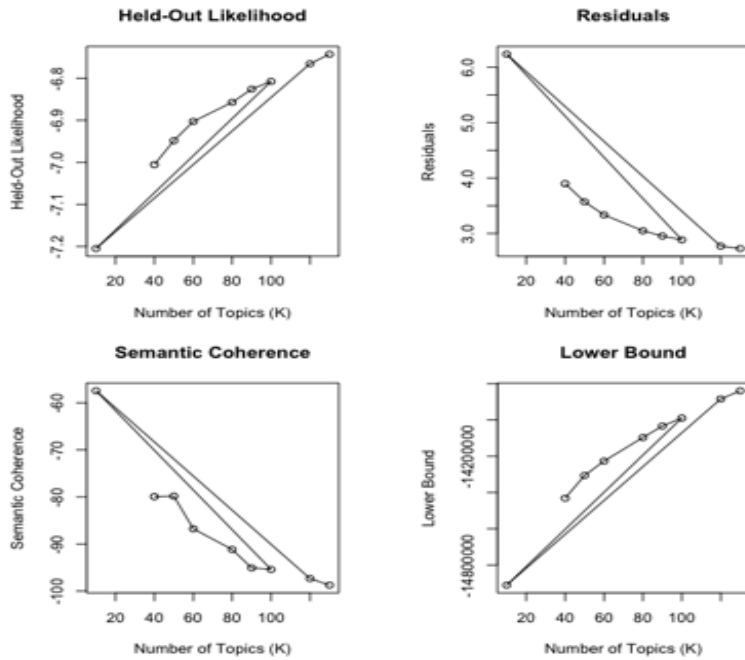 Held-Out Likelihood
Held-Out Likelihood
-6.8
-6.9
-7.0
-7.1
-7.2
20 40 60 80 100
Number of Topics (K)
Residuals
Residuals
6.0
5.0
4.0
3.0
20 40 60 80 100
Number of Topics (K)
Semantic Coherence
Semantic Coherence
-60
-70
-80
-90
-100
20 40 60 80 100
Number of Topics (K)
Lower Bound
Lower Bound
-14200000
-14800000
20 40 60 80 100
Number of Topics (K)